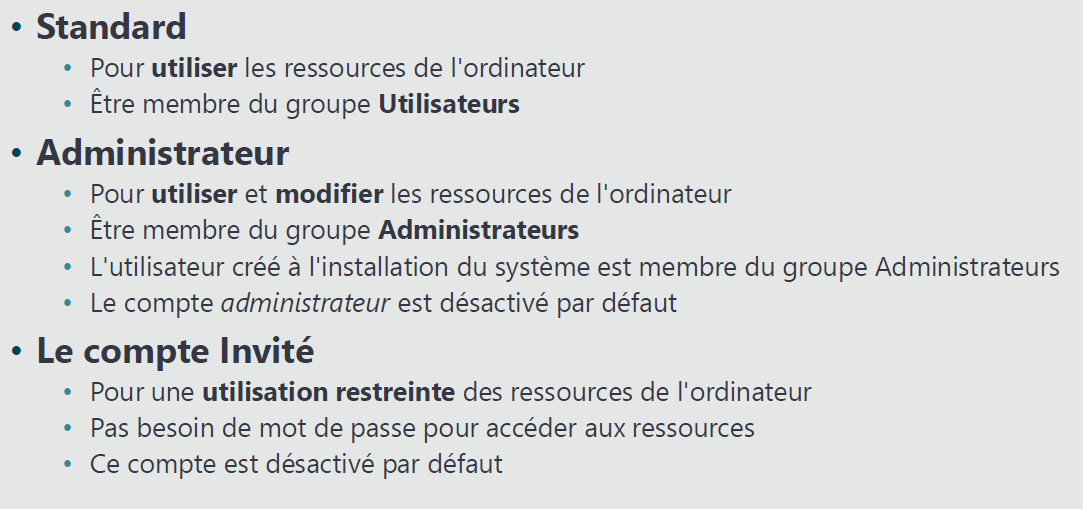 • Standard
• Pour utiliser les ressources de l'ordinateur
• Être membre du groupe Utilisateurs
• Administrateur
• Pour utiliser et modifier les ressources de l'ordinateur
• Être membre du groupe Administrateurs
• L'utilisateur créé à l'installation du système est membre du groupe Administrateurs
• Le compte administrateur est désactivé par défaut
• Le compte Invité
• Pour une utilisation restreinte des ressources de l'ordinateur
• Pas besoin de mot de passe pour accéder aux ressources
• Ce compte est désactivé par défaut